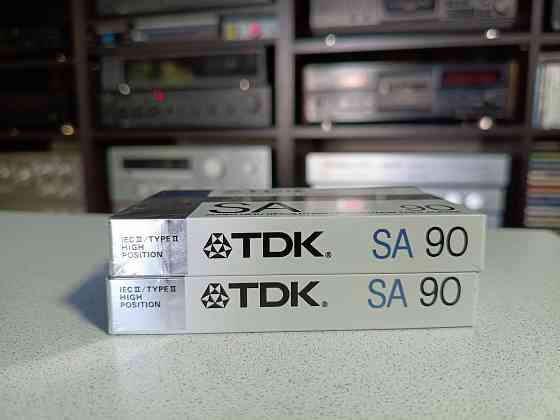 TDK
SA 90
IEC II/TYPE II
HIGH
POSITION
TDK® SA 90
IEC II/TYPE II
HIGH
POSITION
TDK® SA 90